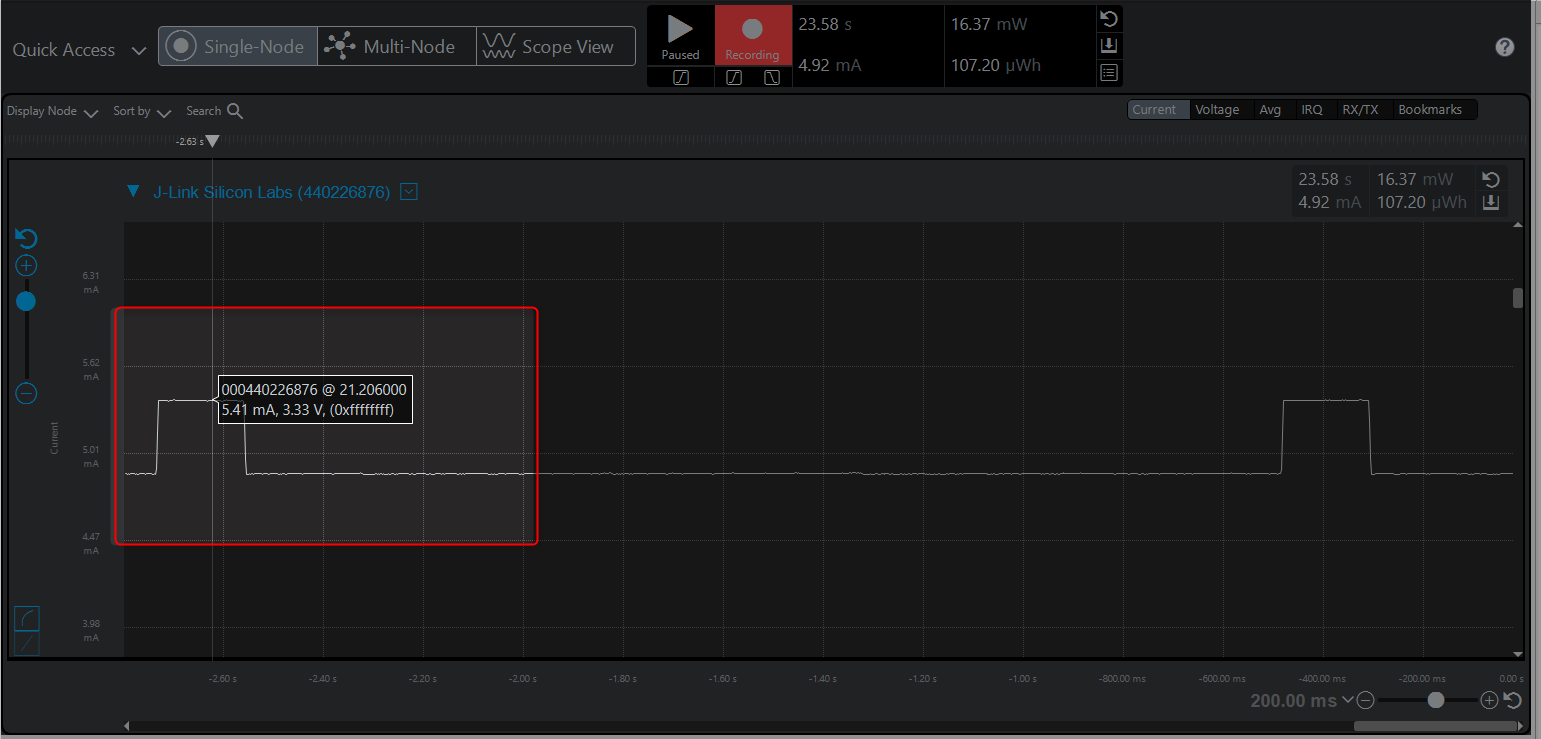 Quick Access
Single-Node
Multi-Node
Scope View
Paused
Recording
23.58 s
16.37 mW
4.92 mA
107.20 µWh
Display Node
Sort by
Search
Current
Voltage
Avg
IRQ
RX/TX
Bookmarks
-2.63 s
J-Link Silicon Labs (440226876)
23.58 s
16.37 mW
4.92 mA
107.20 µWh
6.31
mA
5.62
mA
5.01
mA
4.47
mA
3.98
mA
Current
000440226876 @ 21.206000
5.41 mA, 3.33 V, (0xffffffff)
-2.60 s
-2.40 s
-2.20 s
-2.00 s
-1.80 s
-1.60 s
-1.40 s
-1.20 s
-1.00 s
-800.00 ms
-600.00 ms
-400.00 ms
-200.00 ms
0.00 s
200.00 ms